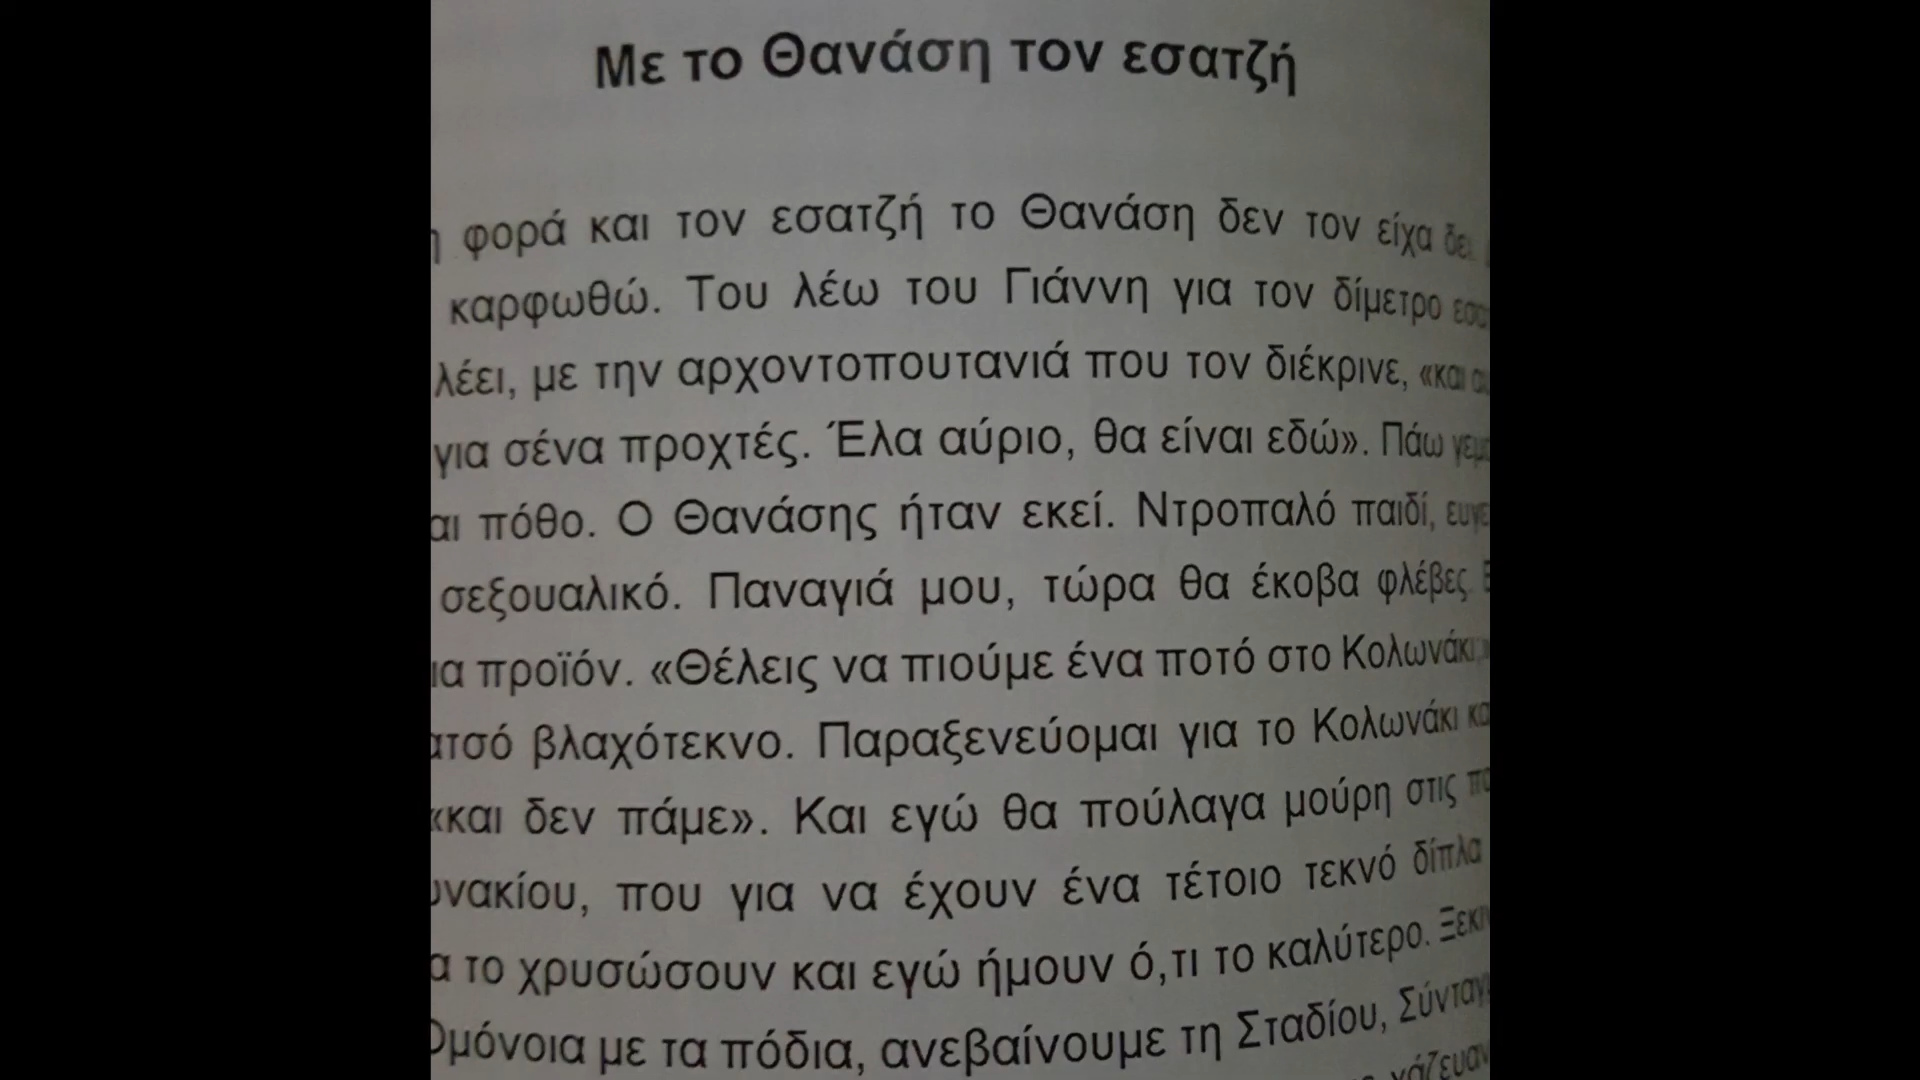 Με το Θανάση τον εσατζή
φορά και τον εσατζή το Θανάση δεν τον είχα δει
καρφωθώ. Του λέω του Γιάννη για τον δίμετρο
λέει, με την αρχοντοπουτανιά που τον διέκρινε, «και
για σένα προχτές. Έλα αύριο, θα είναι εδώ». Πάω
πόθο. Ο Θανάσης ήταν εκεί. Ντροπαλό παιδί,
σεξουαλικό. Παναγιά μου, τώρα θα έκοβα φλέβες.
προϊόν. «Θέλεις να πιούμε ένα ποτό στο Κολωνάκι;»
βλαχότεκνο. Παραξενεύομαι για το Κολωνάκι
«και δεν πάμε». Και εγώ θα πούλαγα μούρη στις
που για να έχουν ένα τέτοιο τεκνό δίπλα
το χρυσώσουν και εγώ ήμουν ό,τι το καλύτερο.
Ομόνοια με τα πόδια, ανεβαίνουμε τη Σταδίου,